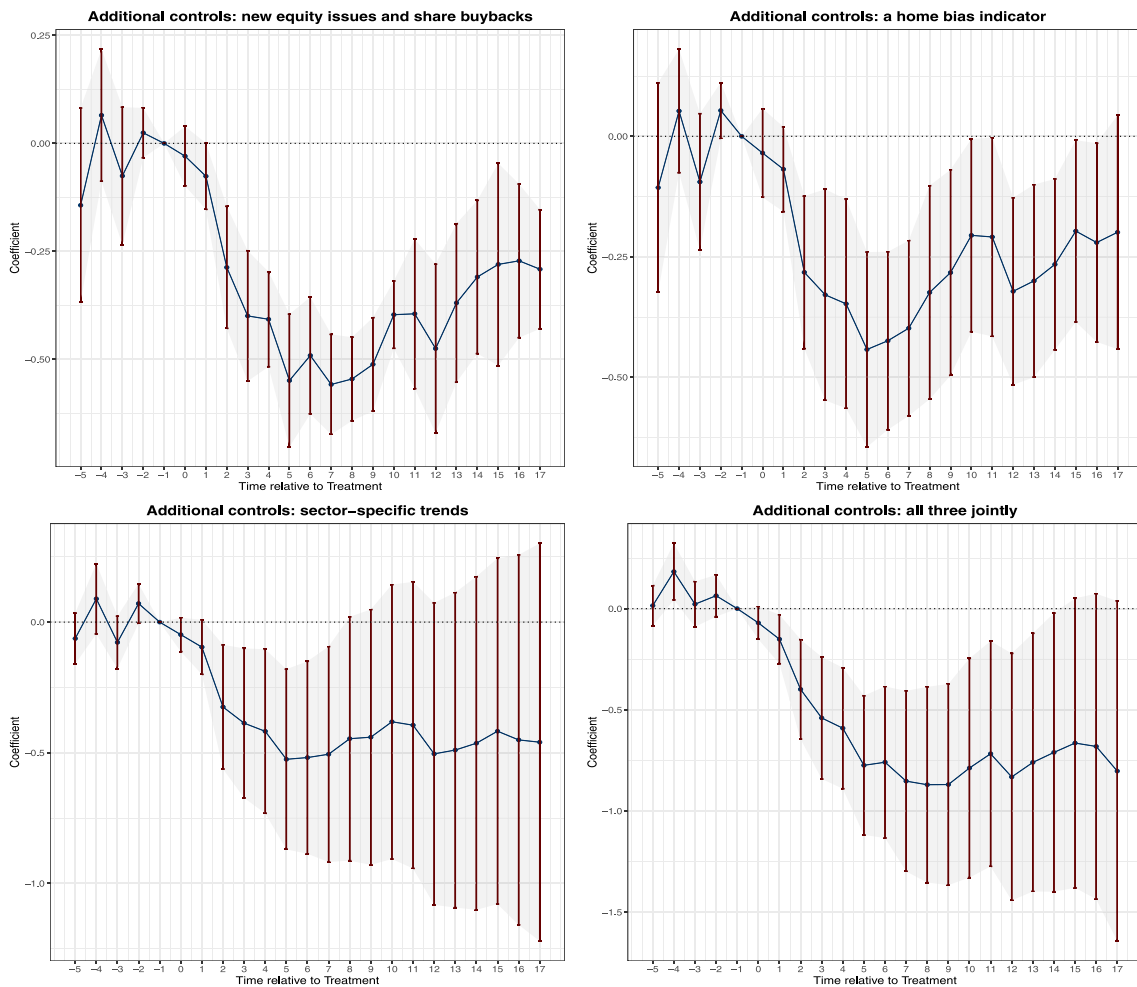 Additional controls: new equity issues and share buybacks
0.25
0.00
−0.25
−0.50
Coefficient
−5 −4 −3 −2 −1 0 1 2 3 4 5 6 7 8 9 10 11 12 13 14 15 16 17
Time relative to Treatment
Additional controls: a home bias indicator
0.00
−0.25
−0.50
Coefficient
−5 −4 −3 −2 −1 0 1 2 3 4 5 6 7 8 9 10 11 12 13 14 15 16 17
Time relative to Treatment
Additional controls: sector−specific trends
0.0
−0.5
−1.0
Coefficient
−5 −4 −3 −2 −1 0 1 2 3 4 5 6 7 8 9 10 11 12 13 14 15 16 17
Time relative to Treatment
Additional controls: all three jointly
0.0
−0.5
−1.0
−1.5
Coefficient
−5 −4 −3 −2 −1 0 1 2 3 4 5 6 7 8 9 10 11 12 13 14 15 16 17
Time relative to Treatment